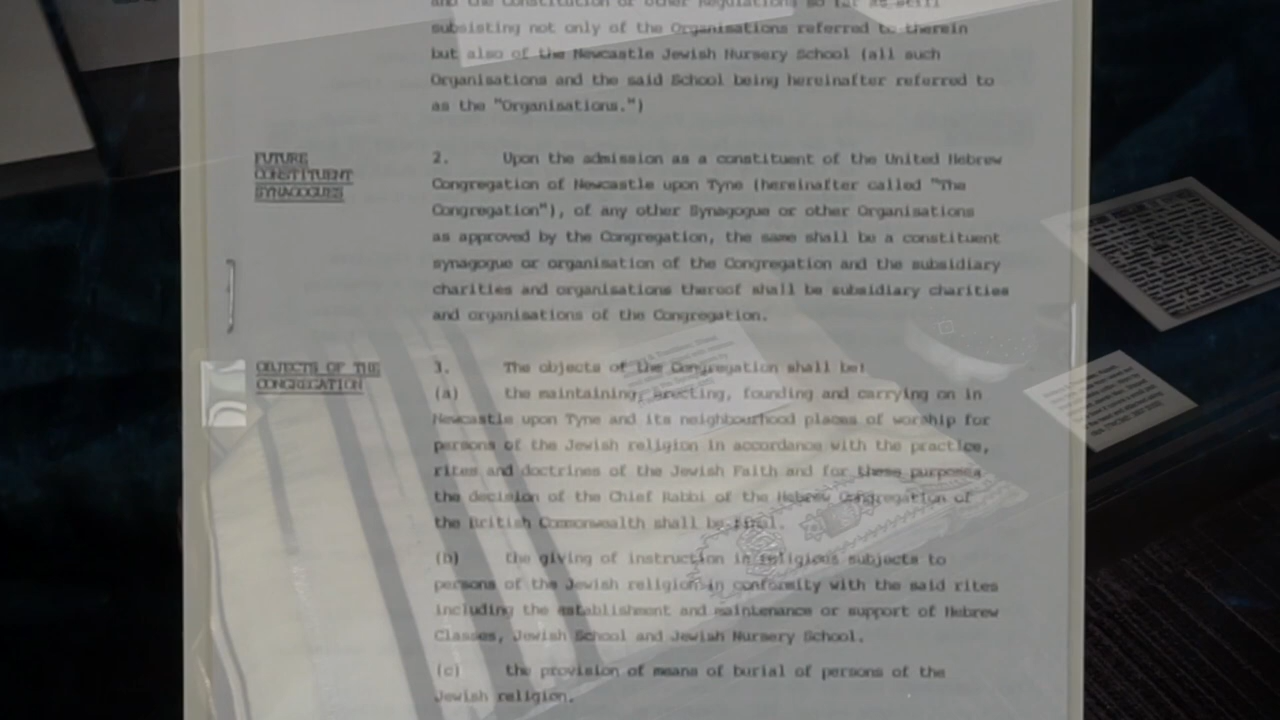 and the Constitution or other Regulations so far as still
subsisting not only of the Organisations referred to therein
but also of the Newcastle Jewish Nursery School (all such
Organisations and the said School being hereinafter referred to
as the "Organisations.")
FUTURE
CONSTITUENT
SYNAGOGUES
2. Upon the admission as a constituent of the United Hebrew
Congregation of Newcastle upon Tyne (hereinafter called "The
Congregation"), of any other Synagogue or other Organisations
as approved by the Congregation, the same shall be a constituent
synagogue or organisation of the Congregation and the subsidiary
charities and organisations thereof shall be subsidiary charities
and organisations of the Congregation.
OBJECTS OF THE
CONGREGATION
3. The objects of the Congregation shall be:
(a) the maintaining, erecting, founding and carrying on in
Newcastle upon Tyne and its neighbourhood places of worship for
persons of the Jewish religion in accordance with the practice,
rites and doctrines of the Jewish Faith and for these purposes
the decision of the Chief Rabbi of the Hebrew Congregation of
the British Commonwealth shall be final.
(b) the giving of instruction in religious subjects to
persons of the Jewish religion in conformity with the said rites
including the establishment and maintenance or support of Hebrew
Classes, Jewish School and Jewish Nursery School.
(c) the provision of means of burial of persons of the
Jewish religion.